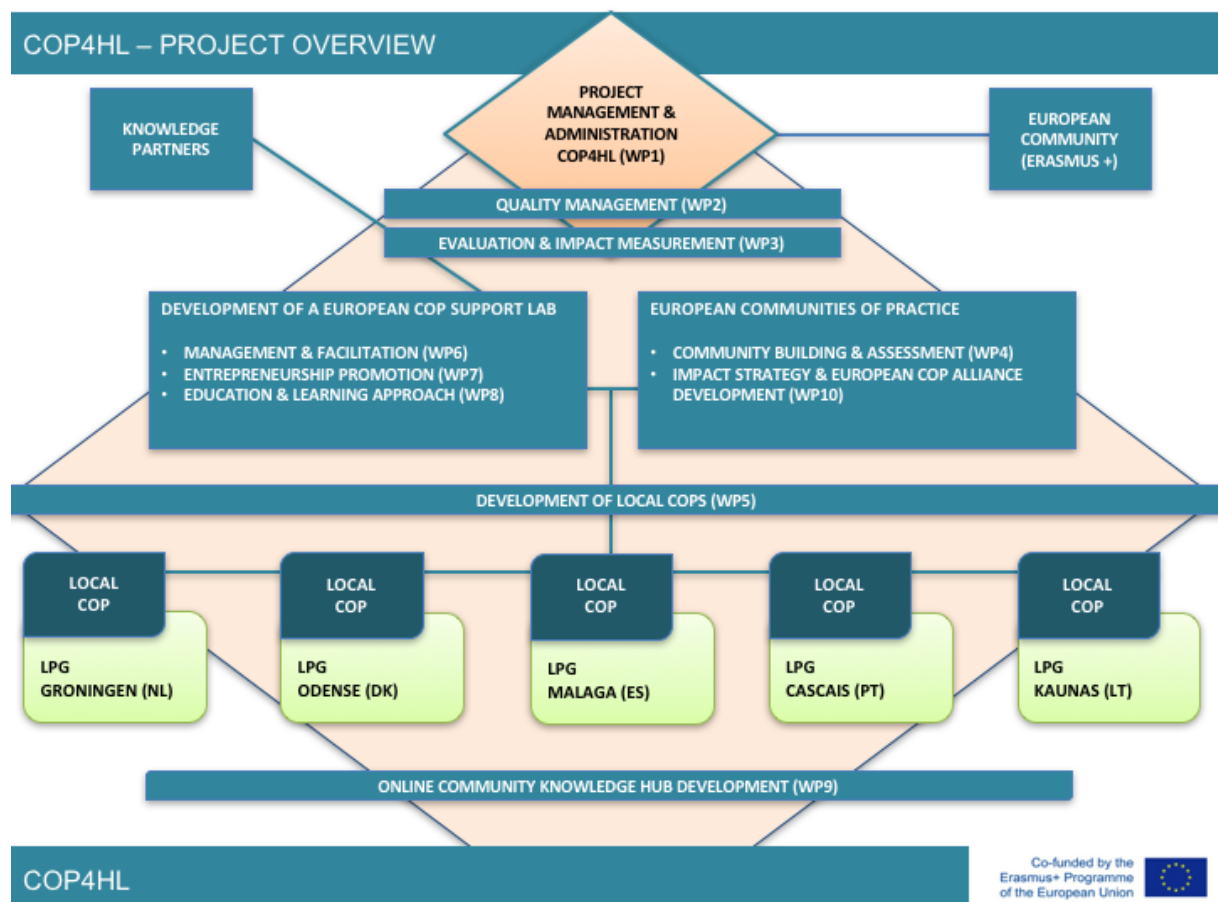 COP4HL – PROJECT OVERVIEW
PROJECT
MANAGEMENT &
ADMINISTRATION
COP4HL (WP1)
KNOWLEDGE
PARTNERS
EUROPEAN
COMMUNITY
(ERASMUS +)
QUALITY MANAGEMENT (WP2)
EVALUATION & IMPACT MEASUREMENT (WP3)
DEVELOPMENT OF A EUROPEAN COP SUPPORT LAB
• MANAGEMENT & FACILITATION (WP6)
• ENTREPRENEURSHIP PROMOTION (WP7)
• EDUCATION & LEARNING APPROACH (WP8)
EUROPEAN COMMUNITIES OF PRACTICE
• COMMUNITY BUILDING & ASSESSMENT (WP4)
• IMPACT STRATEGY & EUROPEAN COP ALLIANCE
DEVELOPMENT (WP10)
DEVELOPMENT OF LOCAL COPS (WP5)
LOCAL
COP
LPG
GRONINGEN (NL)
LOCAL
COP
LPG
ODENSE (DK)
LOCAL
COP
LPG
MALAGA (ES)
LOCAL
COP
LPG
CASCAIS (PT)
LOCAL
COP
LPG
KAUNAS (LT)
ONLINE COMMUNITY KNOWLEDGE HUB DEVELOPMENT (WP9)
COP4HL
Co-funded by the
Erasmus+ Programme
of the European Union